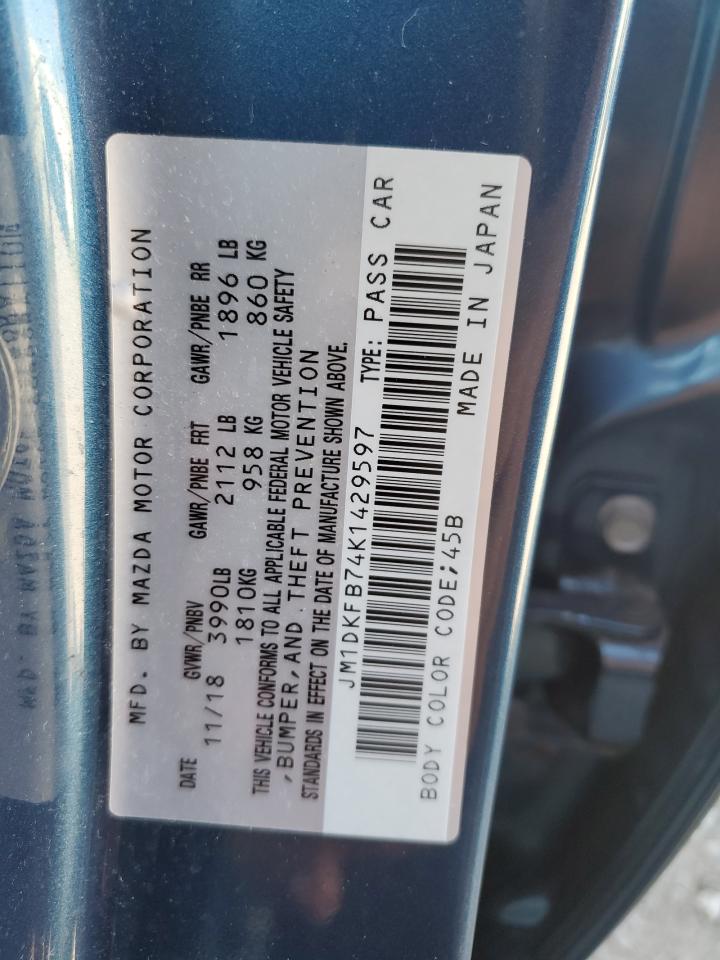 MFD. BY MAZDA MOTOR CORPORATION
DATE GVWR/PNBV GAWR/PNBE FRT GAWR/PNBE RR
11/18 3990LB 2112 LB 1896 LB
1810KG 958 KG 860 KG
THIS VEHICLE CONFORMS TO ALL APPLICABLE FEDERAL MOTOR VEHICLE SAFETY
,BUMPER,AND.THEFT PREVENTION
STANDARDS IN EFFECT ON THE DATE OF MANUFACTURE SHOWN ABOVE.
JM1DKFB74K1429597 TYPE: PASS CAR
BODY COLOR CODE;45B MADE IN JAPAN